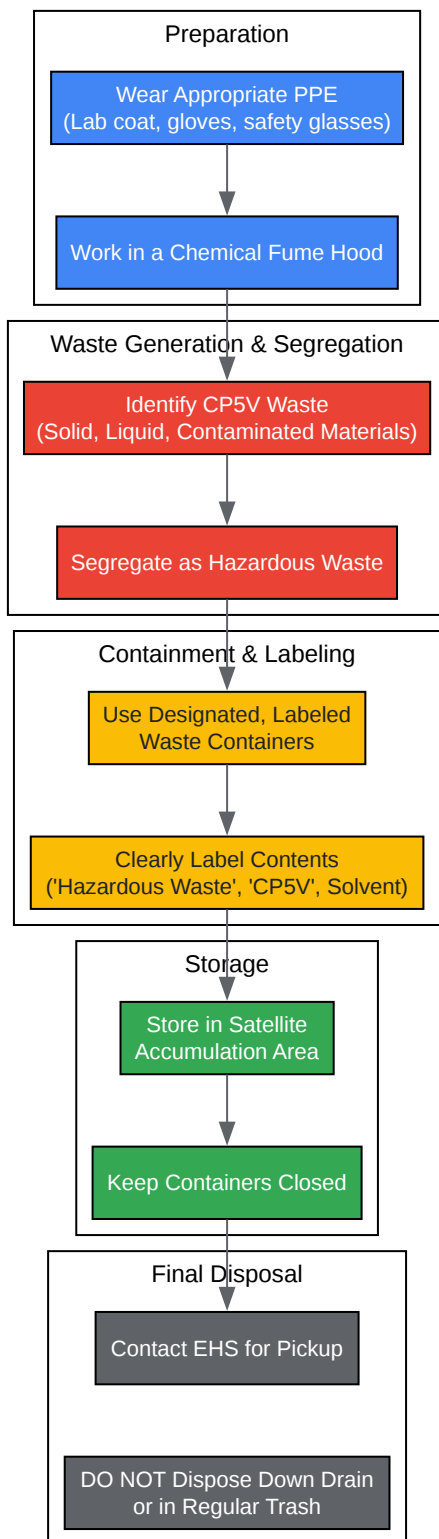 Preparation
Wear Appropriate PPE
(Lab coat, gloves, safety glasses)
Work in a Chemical Fume Hood
Waste Generation & Segregation
Identify CP5V Waste
(Solid, Liquid, Contaminated Materials)
Segregate as Hazardous Waste
Containment & Labeling
Use Designated, Labeled
Waste Containers
Clearly Label Contents
('Hazardous Waste', 'CP5V', Solvent)
Storage
Store in Satellite
Accumulation Area
Keep Containers Closed
Final Disposal
Contact EHS for Pickup
DO NOT Dispose Down Drain
or in Regular Trash